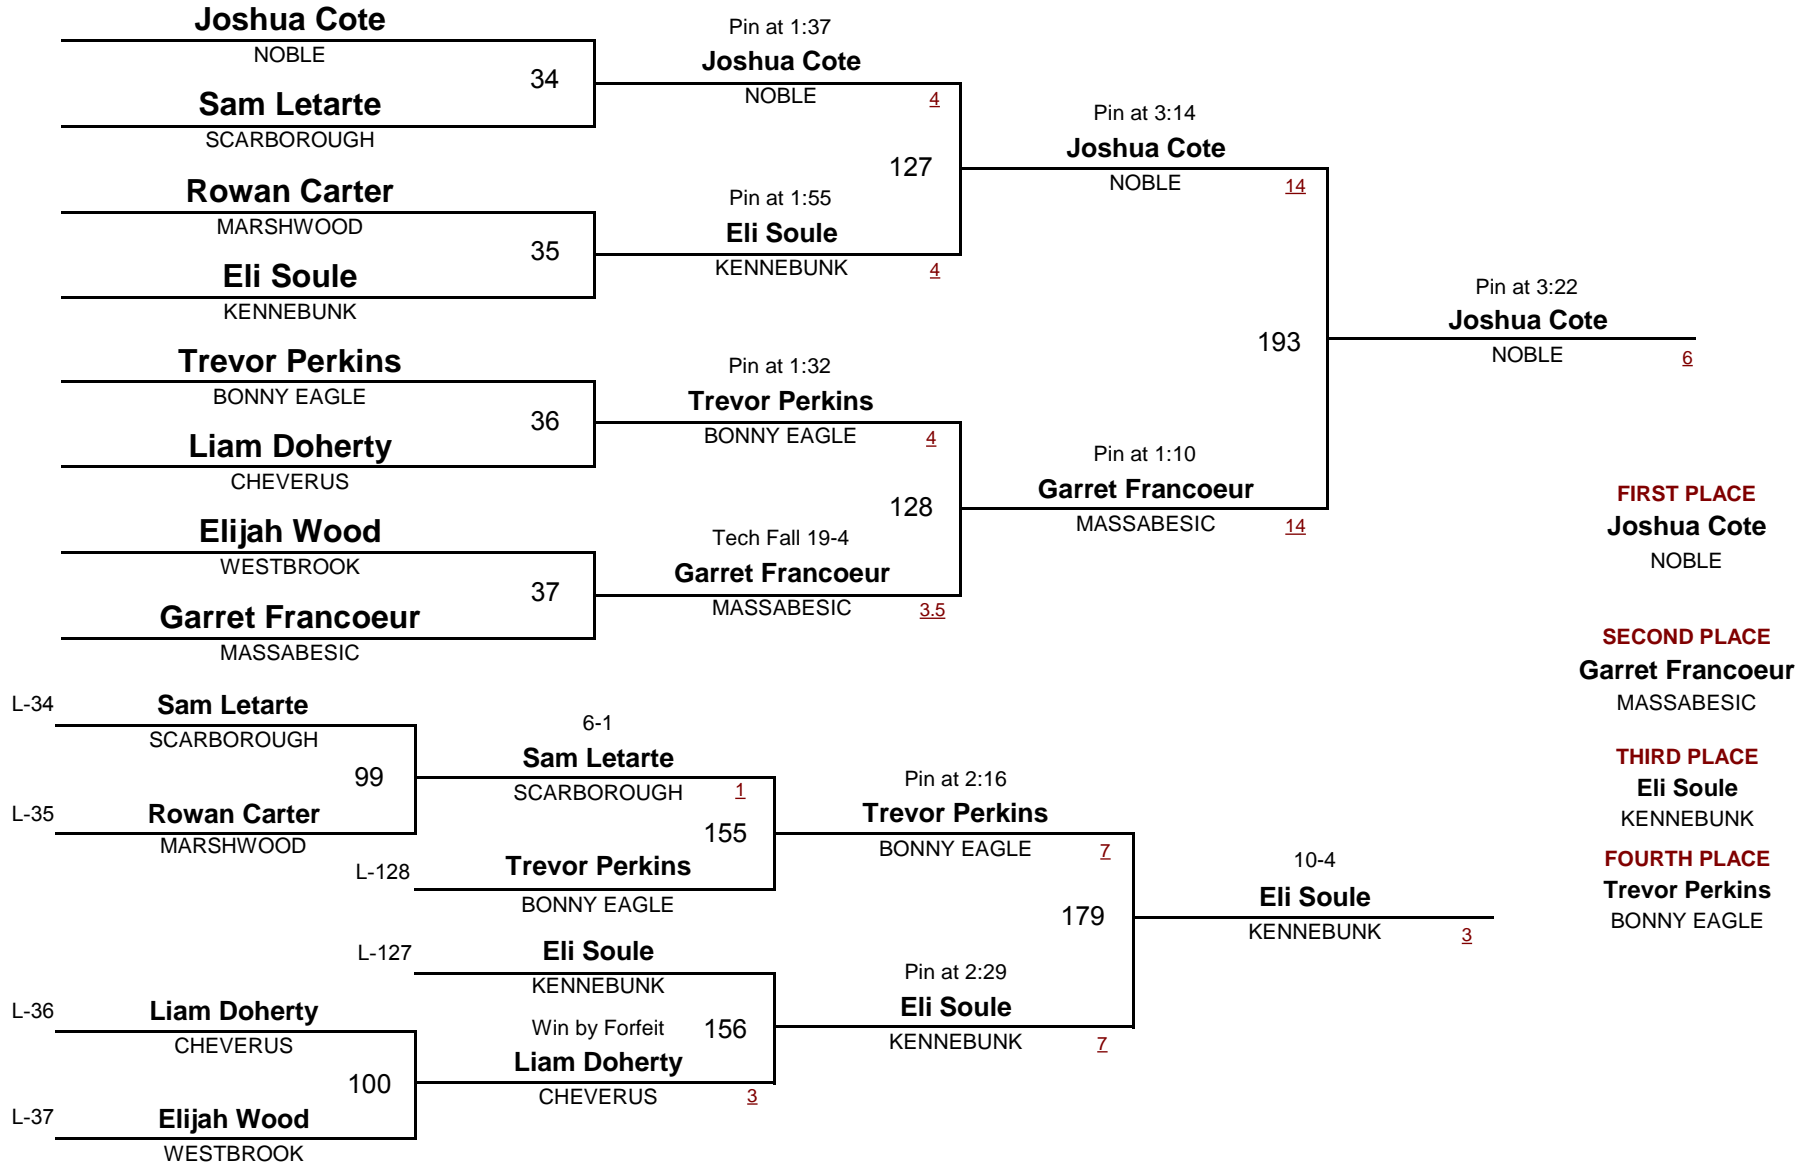 Joshua Cote
NOBLE
34
Sam Letarte
SCARBOROUGH
Rowan Carter
MARSHWOOD
35
Eli Soule
KENNEBUNK
Trevor Perkins
BONNY EAGLE
36
Liam Doherty
CHEVERUS
Elijah Wood
WESTBROOK
37
Garret Francoeur
MASSABESIC
Pin at 1:37
Joshua Cote
NOBLE 4
127
Pin at 1:55
Eli Soule
KENNEBUNK 4
Pin at 1:32
Trevor Perkins
BONNY EAGLE 4
128
Tech Fall 19-4
Garret Francoeur
MASSABESIC 3.5
Pin at 3:14
Joshua Cote
NOBLE 14
193
Pin at 1:10
Garret Francoeur
MASSABESIC 14
Pin at 3:22
Joshua Cote
NOBLE 6
FIRST PLACE
Joshua Cote
NOBLE
SECOND PLACE
Garret Francoeur
MASSABESIC
THIRD PLACE
Eli Soule
KENNEBUNK
FOURTH PLACE
Trevor Perkins
BONNY EAGLE
L-34 Sam Letarte
SCARBOROUGH
99
L-35 Rowan Carter
MARSHWOOD
6-1
Sam Letarte
SCARBOROUGH 1
155
L-128 Trevor Perkins
BONNY EAGLE
L-127 Eli Soule
KENNEBUNK
Win by Forfeit 156
Liam Doherty
CHEVERUS 3
L-36 Liam Doherty
CHEVERUS
100
L-37 Elijah Wood
WESTBROOK
Pin at 2:16
Trevor Perkins
BONNY EAGLE 7
179
Pin at 2:29
Eli Soule
KENNEBUNK 7
10-4
Eli Soule
KENNEBUNK 3